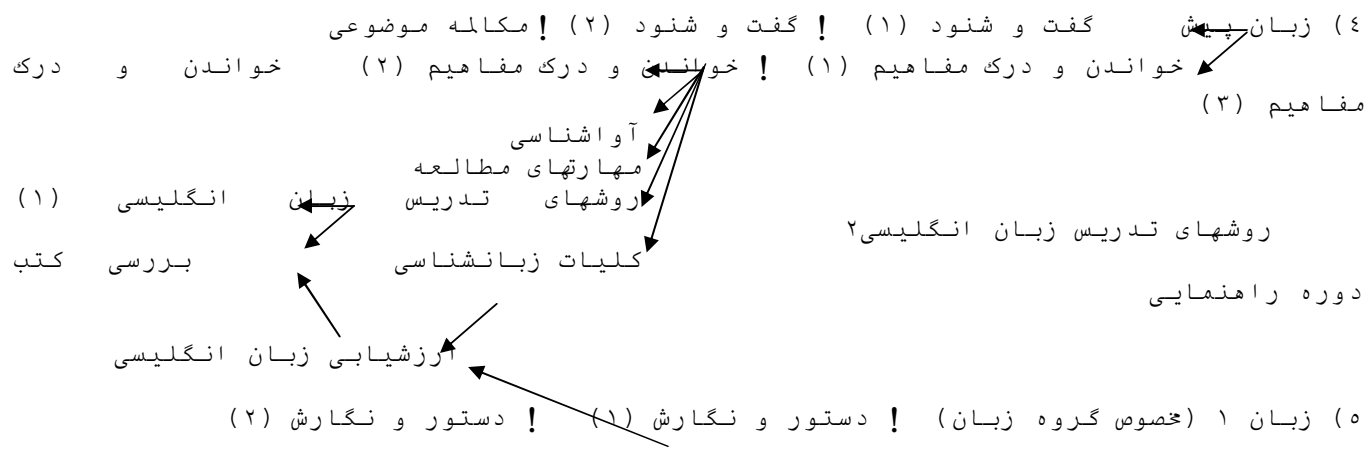 ٤) زبان پیش گفت و شنود (۱) ! گفت و شنود (۲) ! مکالمه موضوعی
خواندن و درک مفاهیم (۱) ! خواندن و درک مفاهیم (۲) خواندن و درک
مفاهیم (۳)
آواشناسی
مهارتهای مطالعه
روشهای تدریس زبان انگلیسی (۱)
روشهای تدریس زبان انگلیسی۲
کلیات زبانشناسی بررسی کتب
دوره راهنمایی
ارزشیابی زبان انگلیسی
۵) زبان ۱ (مخصوص گروه زبان) ! دستور و نگارش (۱) ! دستور و نگارش (۲)